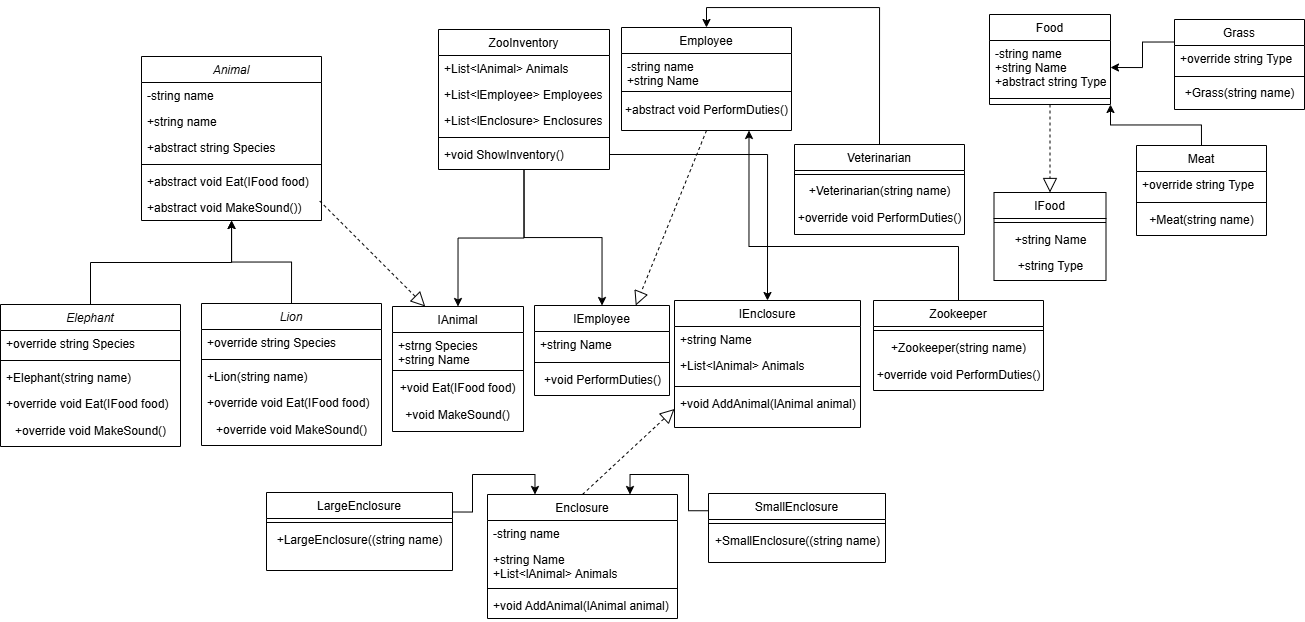 Animal
-string name
+string name
+abstract string Species
+abstract void Eat(IFood food)
+abstract void MakeSound())
ZooInventory
+List<IAnimal> Animals
+List<IEmployee> Employees
+List<IEnclosure> Enclosures
+void ShowInventory()
Employee
-string name
+string Name
+abstract void PerformDuties()
Veterinarian
+Veterinarian(string name)
+override void PerformDuties()
Food
-string name
+string Name
+abstract string Type
Grass
+override string Type
+Grass(string name)
Meat
+override string Type
+Meat(string name)
IFood
+string Name
+string Type
Elephant
+override string Species
+Elephant(string name)
+override void Eat(IFood food)
+override void MakeSound()
Lion
+override string Species
+Lion(string name)
+override void Eat(IFood food)
+override void MakeSound()
IAnimal
+strng Species
+string Name
+void Eat(IFood food)
+void MakeSound()
IEmployee
+string Name
+void PerformDuties()
IEnclosure
+string Name
+List<IAnimal> Animals
+void AddAnimal(IAnimal animal)
Zookeeper
+Zookeeper(string name)
+override void PerformDuties()
LargeEnclosure
+LargeEnclosure((string name)
Enclosure
-string name
+string Name
+List<IAnimal> Animals
+void AddAnimal(IAnimal animal)
SmallEnclosure
+SmallEnclosure((string name)